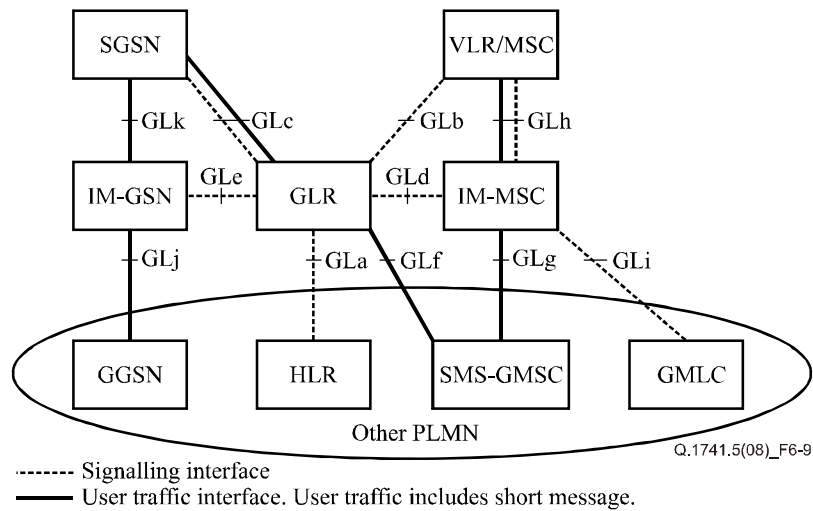 SGSN
VLR/MSC
GLk
GLc
GLb
GLh
IM-GSN
GLe
GLR
GLd
IM-MSC
GLj
GLa
GLf
GLg
GLi
GGSN
HLR
SMS-GMSC
GMLC
Other PLMN
Q.1741.5(08)_F6-9
Signalling interface
User traffic interface. User traffic includes short message.